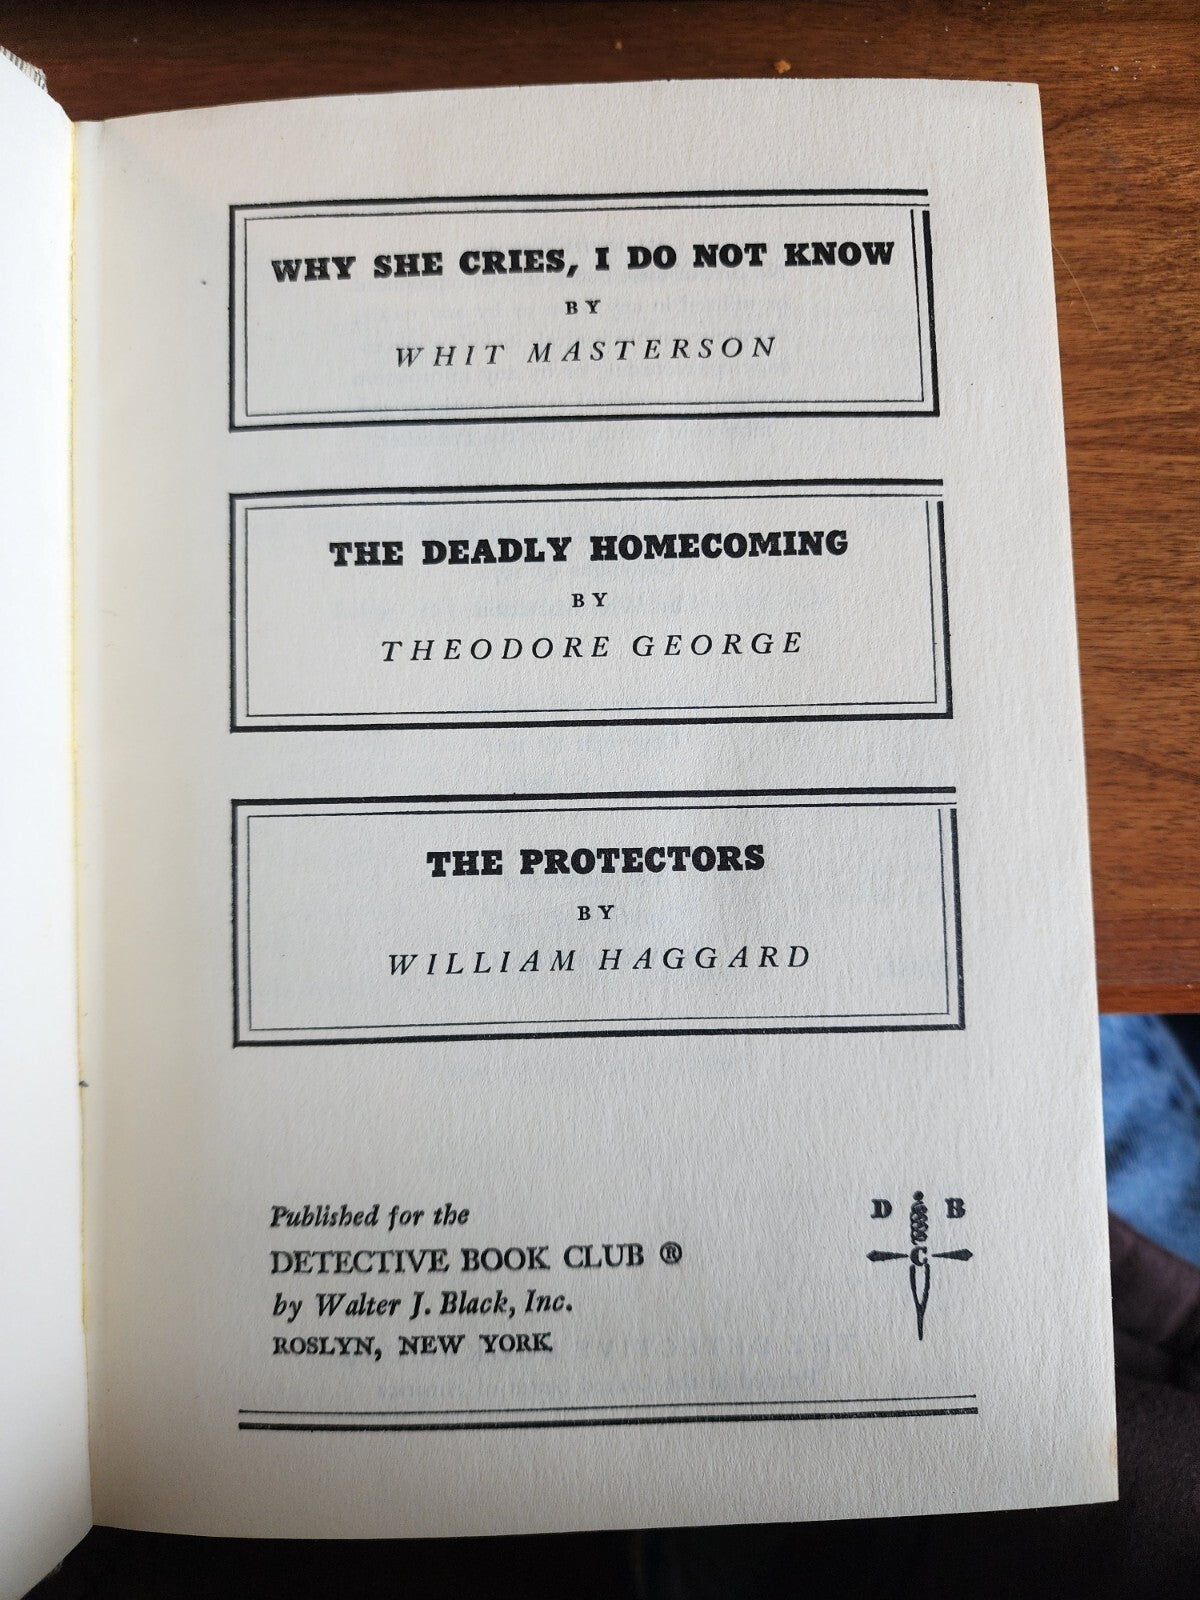 WHY SHE CRIES, I DO NOT KNOW
BY
WHIT MASTERSON
THE DEADLY HOMECOMING
BY
THEODORE GEORGE
THE PROTECTORS
BY
WILLIAM HAGGARD
Published for the
DETECTIVE BOOK CLUB ®
by Walter J. Black, Inc.
ROSLYN, NEW YORK
D B
C